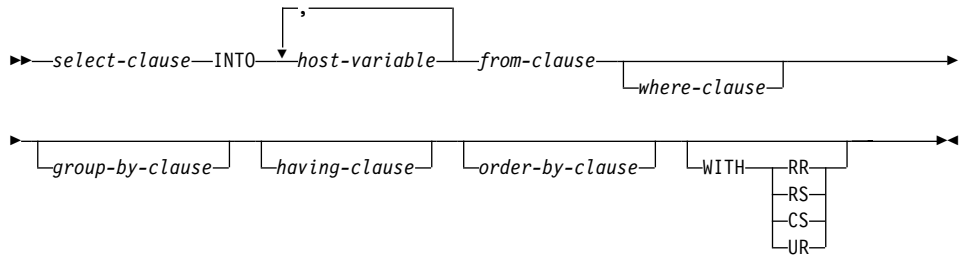 ,
select-clause INTO host-variable from-clause
where-clause
group-by-clause having-clause order-by-clause WITH RR
RS
CS
UR